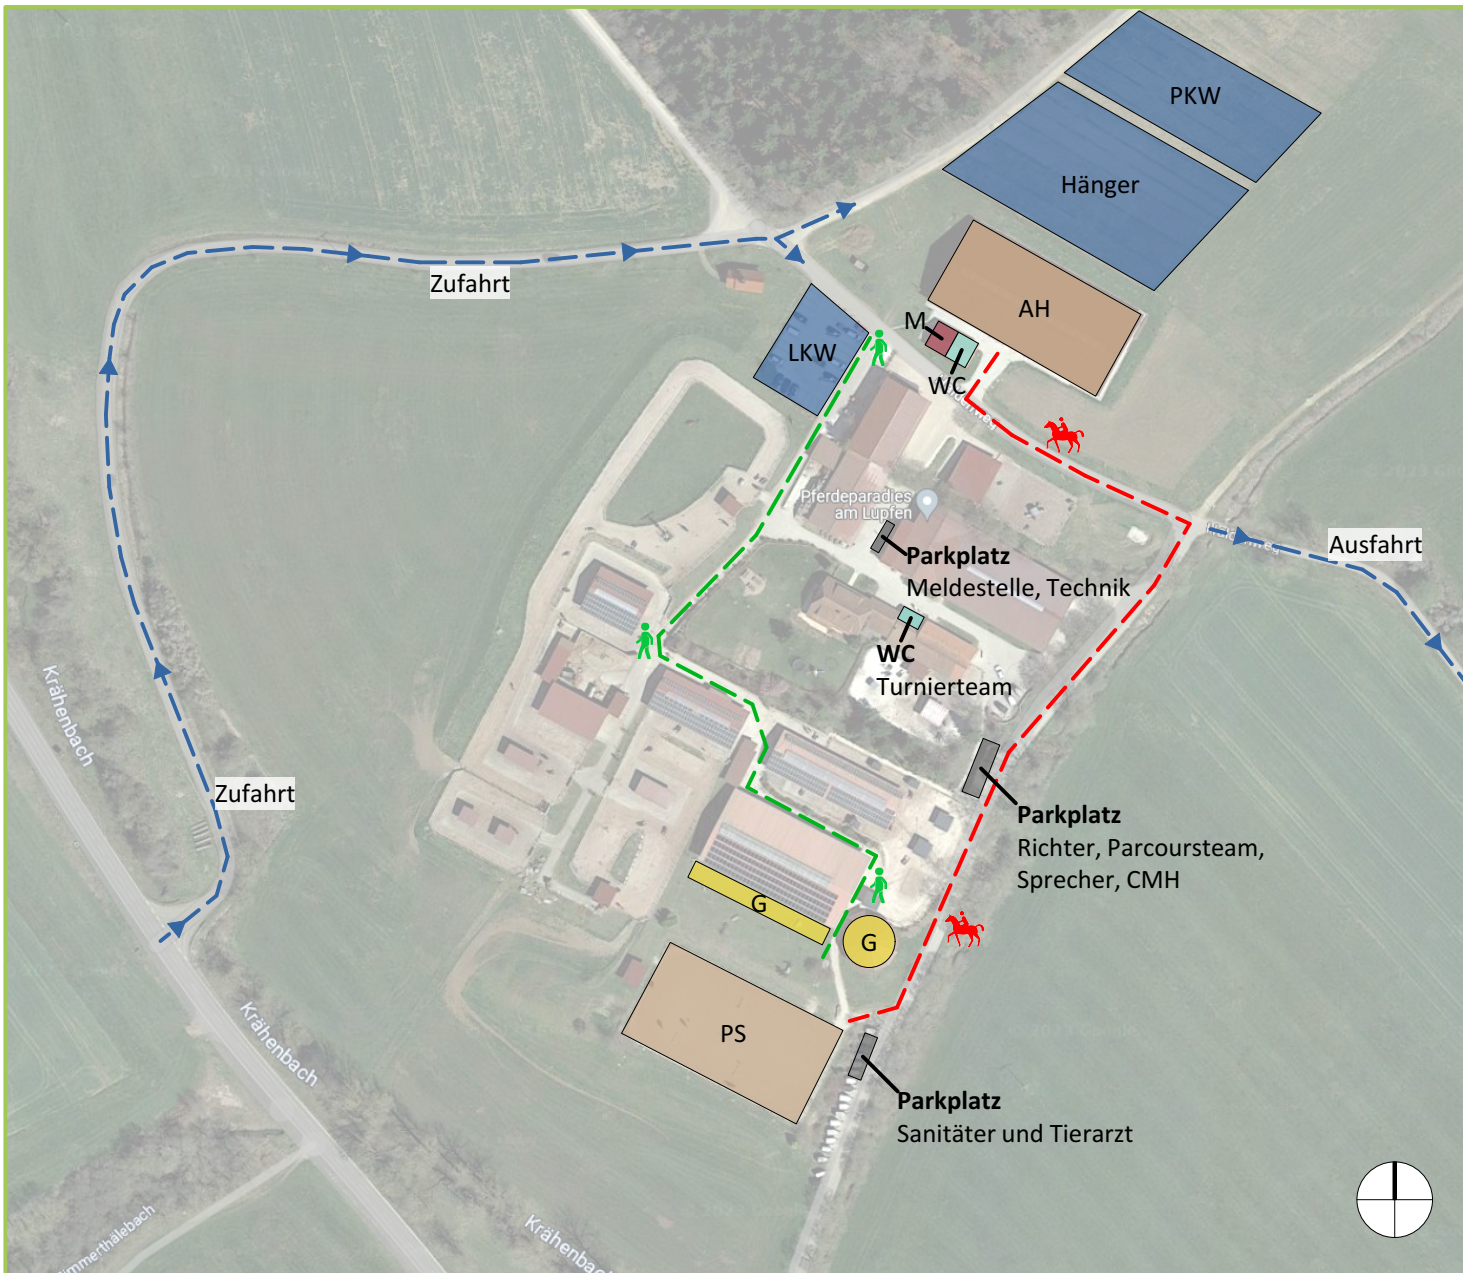 PKW
Hänger
Zufahrt
AH
M
LKW
WC
Pferdeparadies
am Lupfen
Ausfahrt
Parkplatz
Meldestelle, Technik
WC
Turnierteam
Krähenbach
Zufahrt
Parkplatz
Richter, Parcoursteam,
Sprecher, CMH
G
G
Krähenbach
PS
Parkplatz
Sanitäter und Tierarzt
Krähenbach